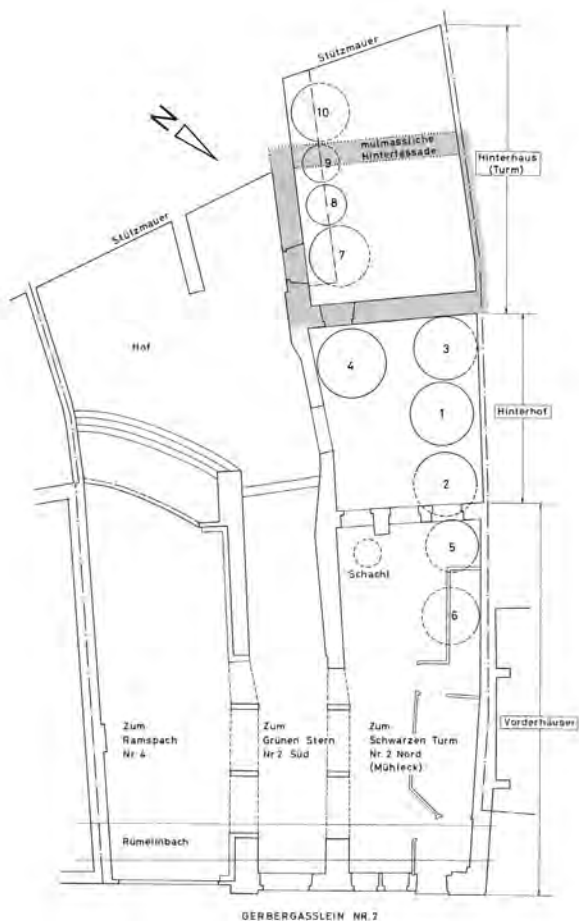 Stützmauer
N
10
mutmassliche
Hinterfassade
9
8
7
Hinterhaus
(Turm)
Stützmauer
Hof
4
3
1
2
Hinterhof
5
6
Schacht
Zum
Ramspach
Nr. 4
Zum
Grünen Stern
Nr. 2 Süd
Zum
Schwarzen Turm
Nr. 2 Nord
(Mühleck)
Vorderhäuser
Rümelinbach
GERBERGÄSSLEIN NR. 2